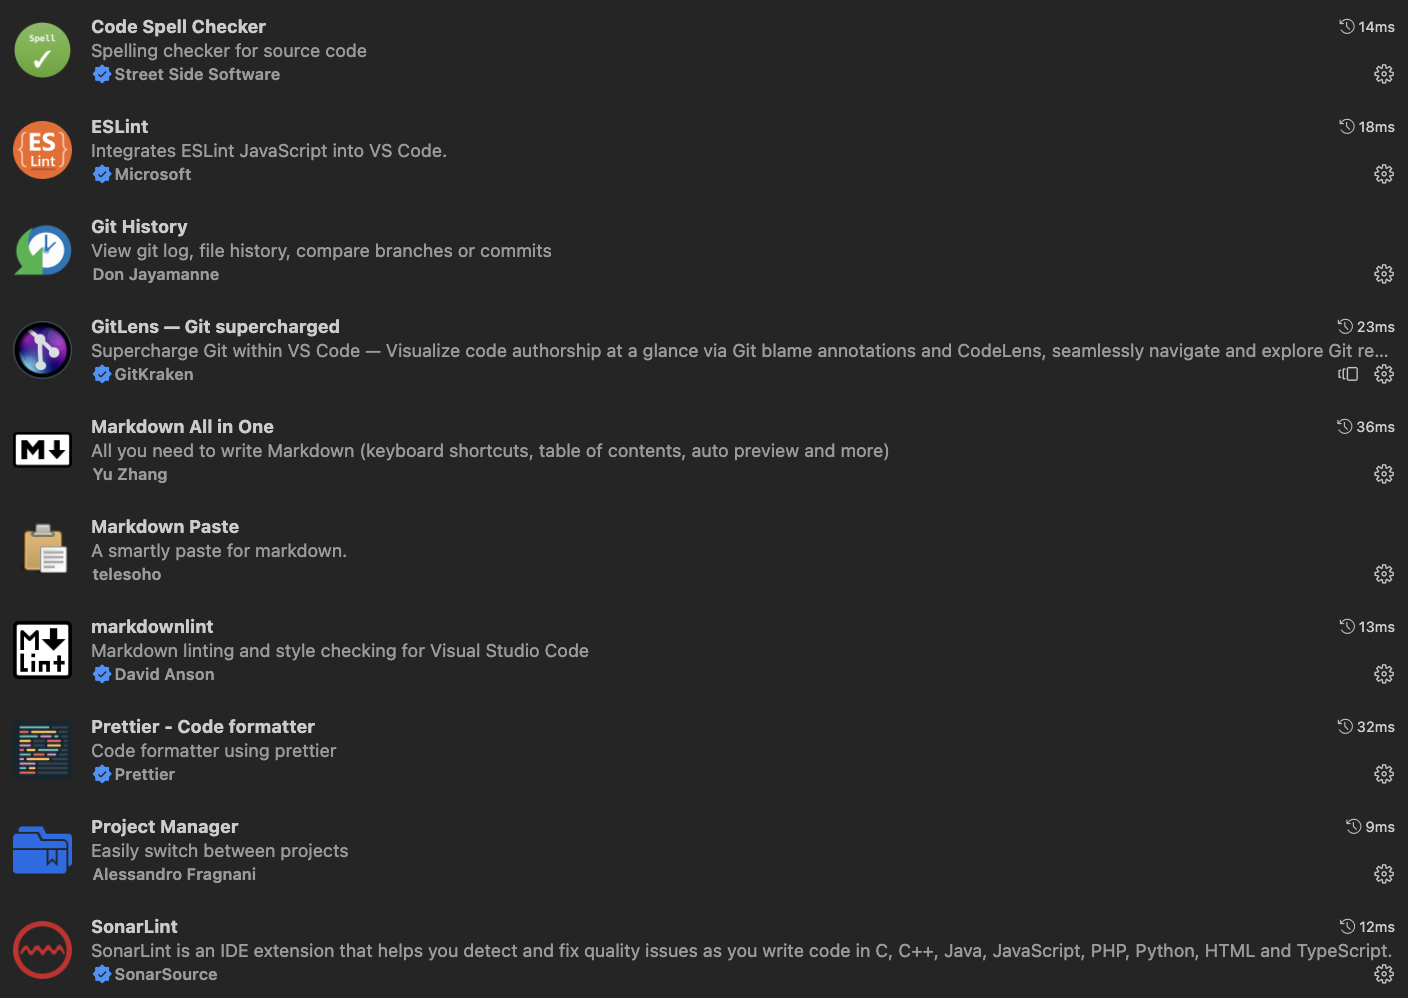 Spell
Code Spell Checker
14ms
Spelling checker for source code
Street Side Software
ES
Lint
ESLint
18ms
Integrates ESLint JavaScript into VS Code.
Microsoft
Git History
View git log, file history, compare branches or commits
Don Jayamanne
GitLens — Git supercharged
23ms
Supercharge Git within VS Code — Visualize code authorship at a glance via Git blame annotations and CodeLens, seamlessly navigate and explore Git re...
GitKraken
M
Markdown All in One
36ms
All you need to write Markdown (keyboard shortcuts, table of contents, auto preview and more)
Yu Zhang
Markdown Paste
A smartly paste for markdown.
telesoho
M
Lint
markdownlint
13ms
Markdown linting and style checking for Visual Studio Code
David Anson
Prettier - Code formatter
32ms
Code formatter using prettier
Prettier
Project Manager
9ms
Easily switch between projects
Alessandro Fragnani
SonarLint
12ms
SonarLint is an IDE extension that helps you detect and fix quality issues as you write code in C, C++, Java, JavaScript, PHP, Python, HTML and TypeScript.
SonarSource